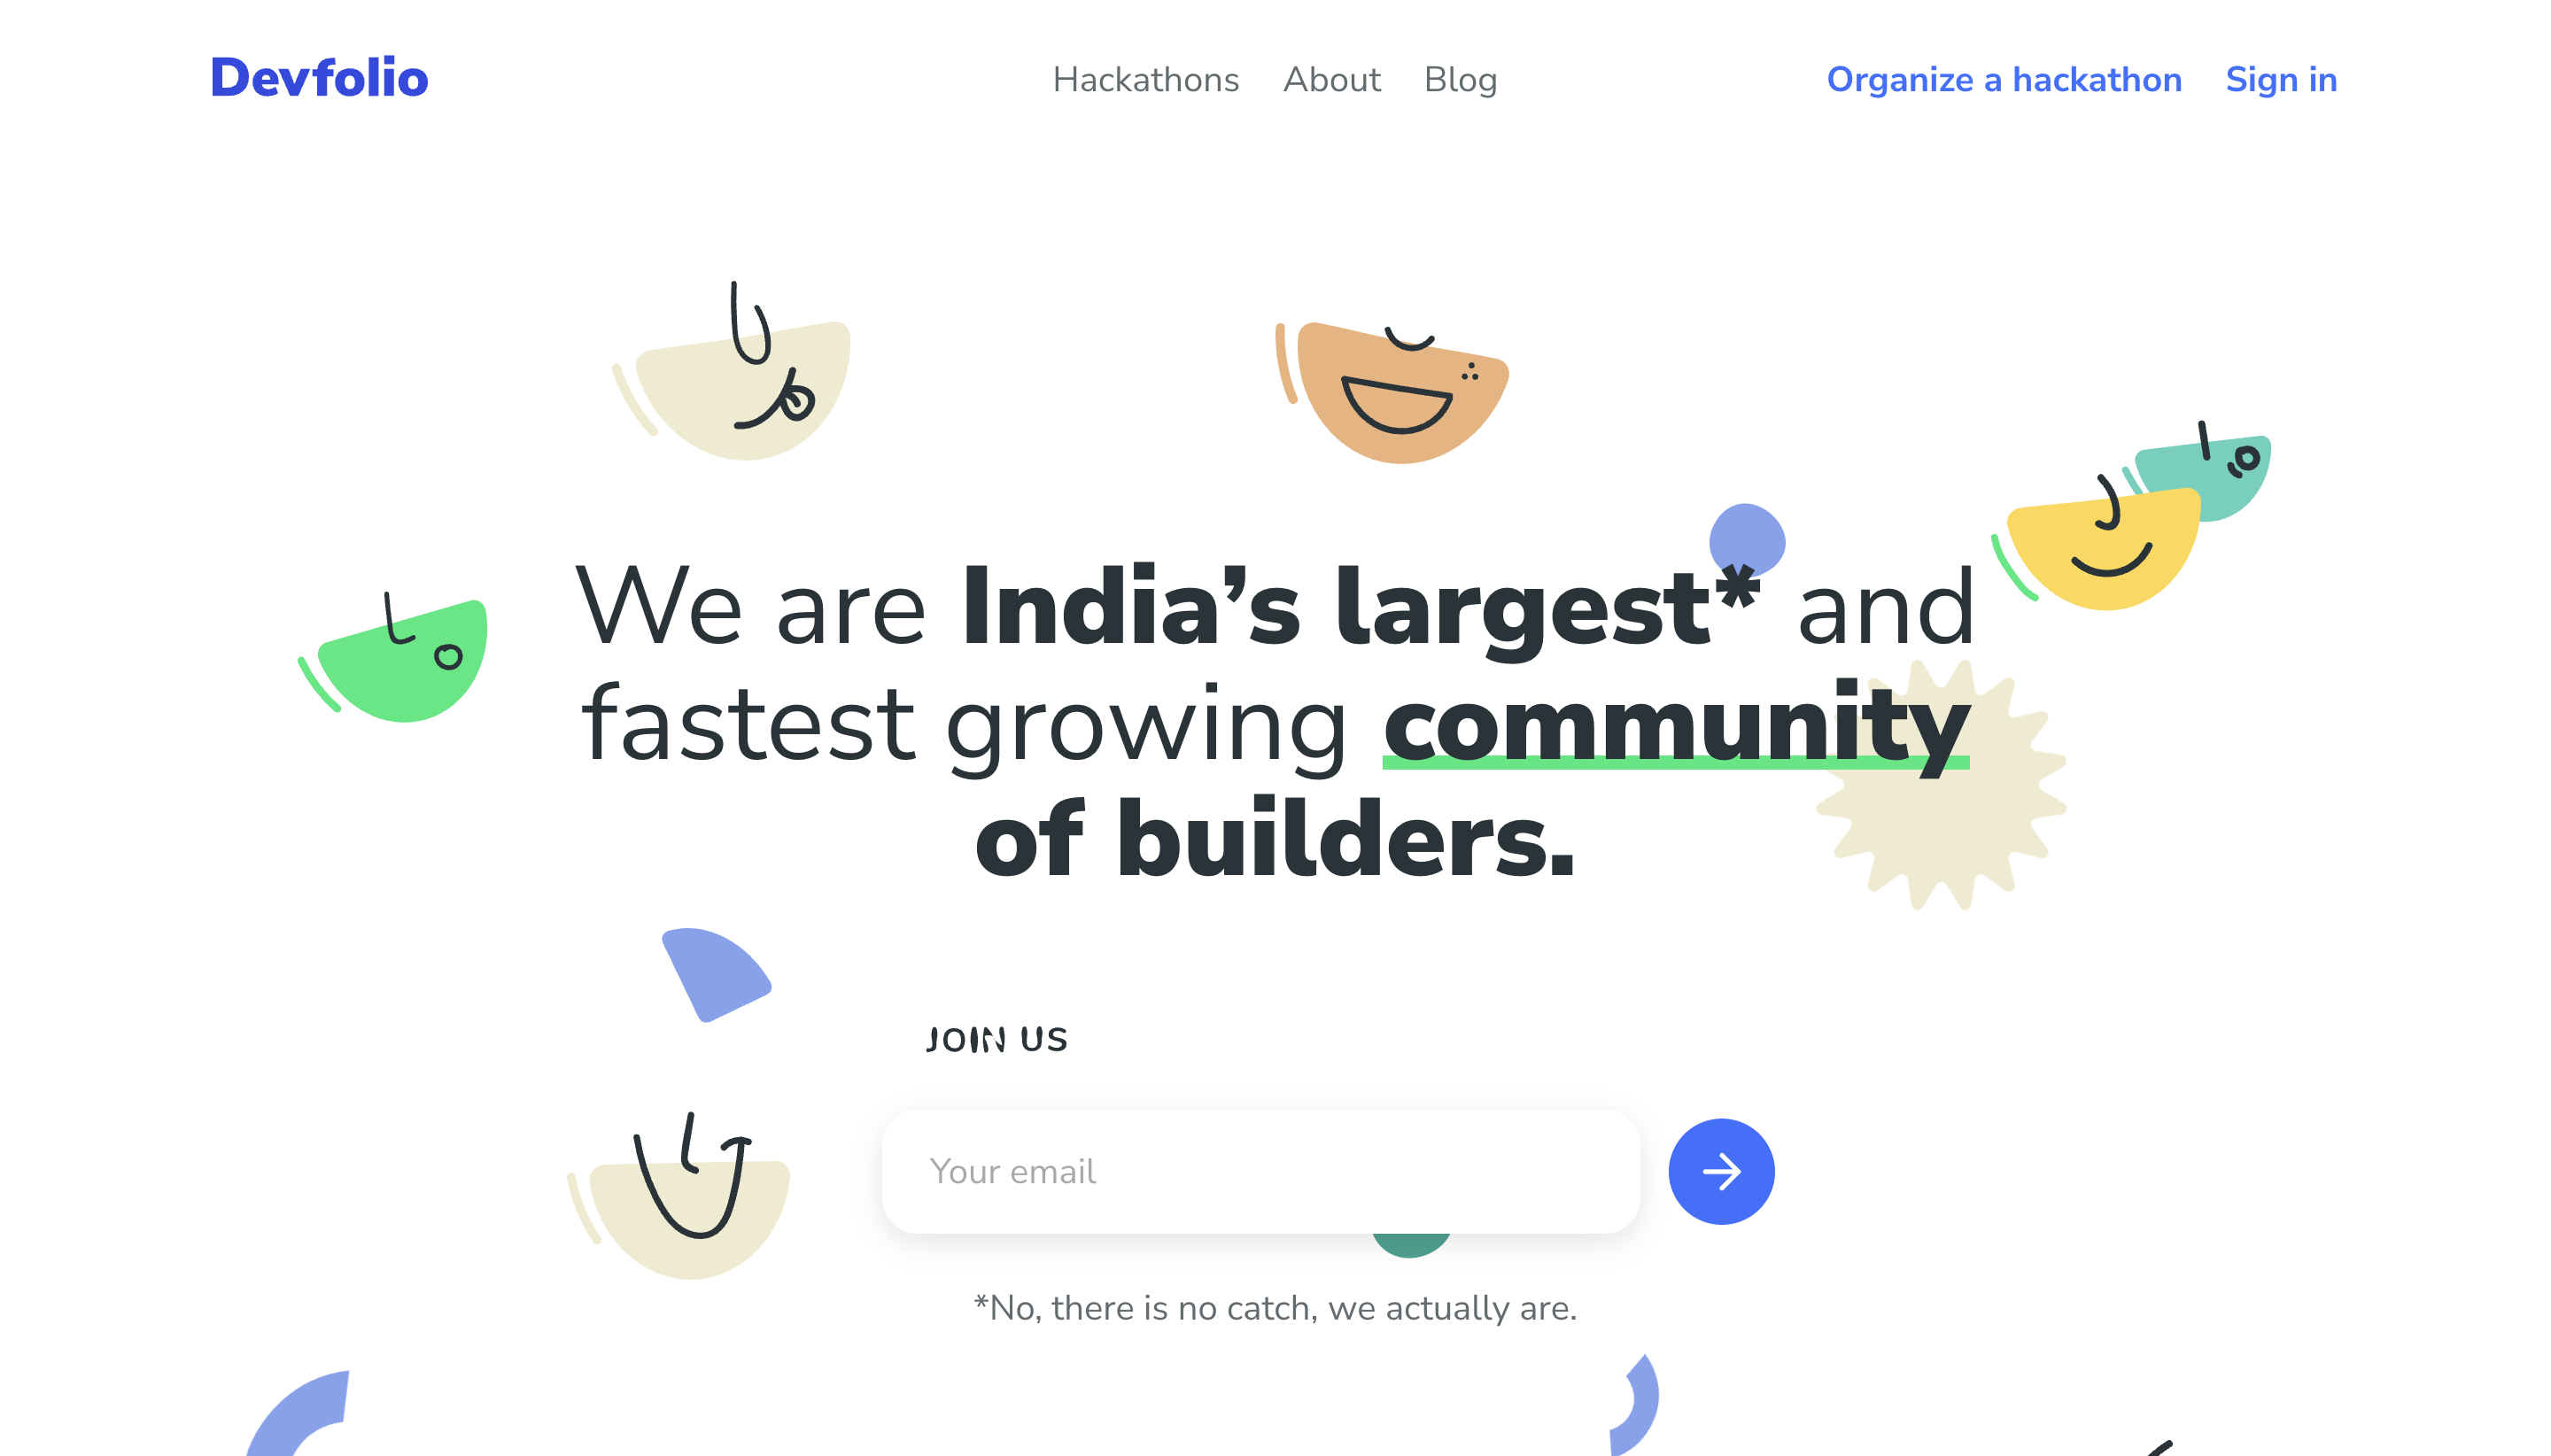 Devfolio
Hackathons About Blog
Organize a hackathon Sign in
We are India’s largest* and
fastest growing community
of builders.
JOIN US
Your email
*No, there is no catch, we actually are.